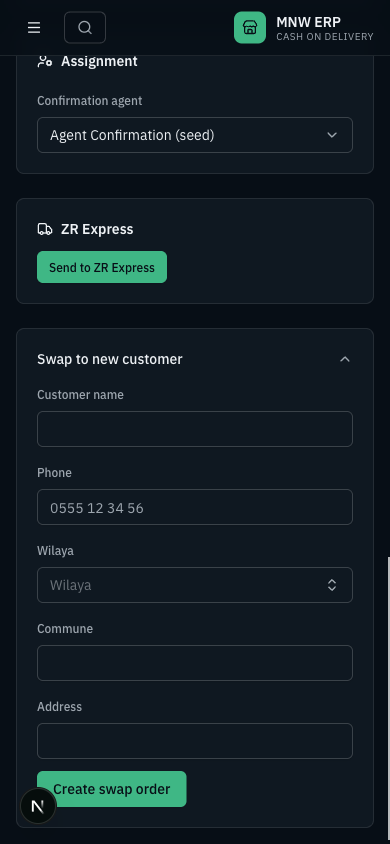 MNW ERP
CASH ON DELIVERY
Assignment
Confirmation agent
Agent Confirmation (seed)
ZR Express
Send to ZR Express
Swap to new customer
Customer name
Phone
0555 12 34 56
Wilaya
Wilaya
Commune
Address
Create swap order
N